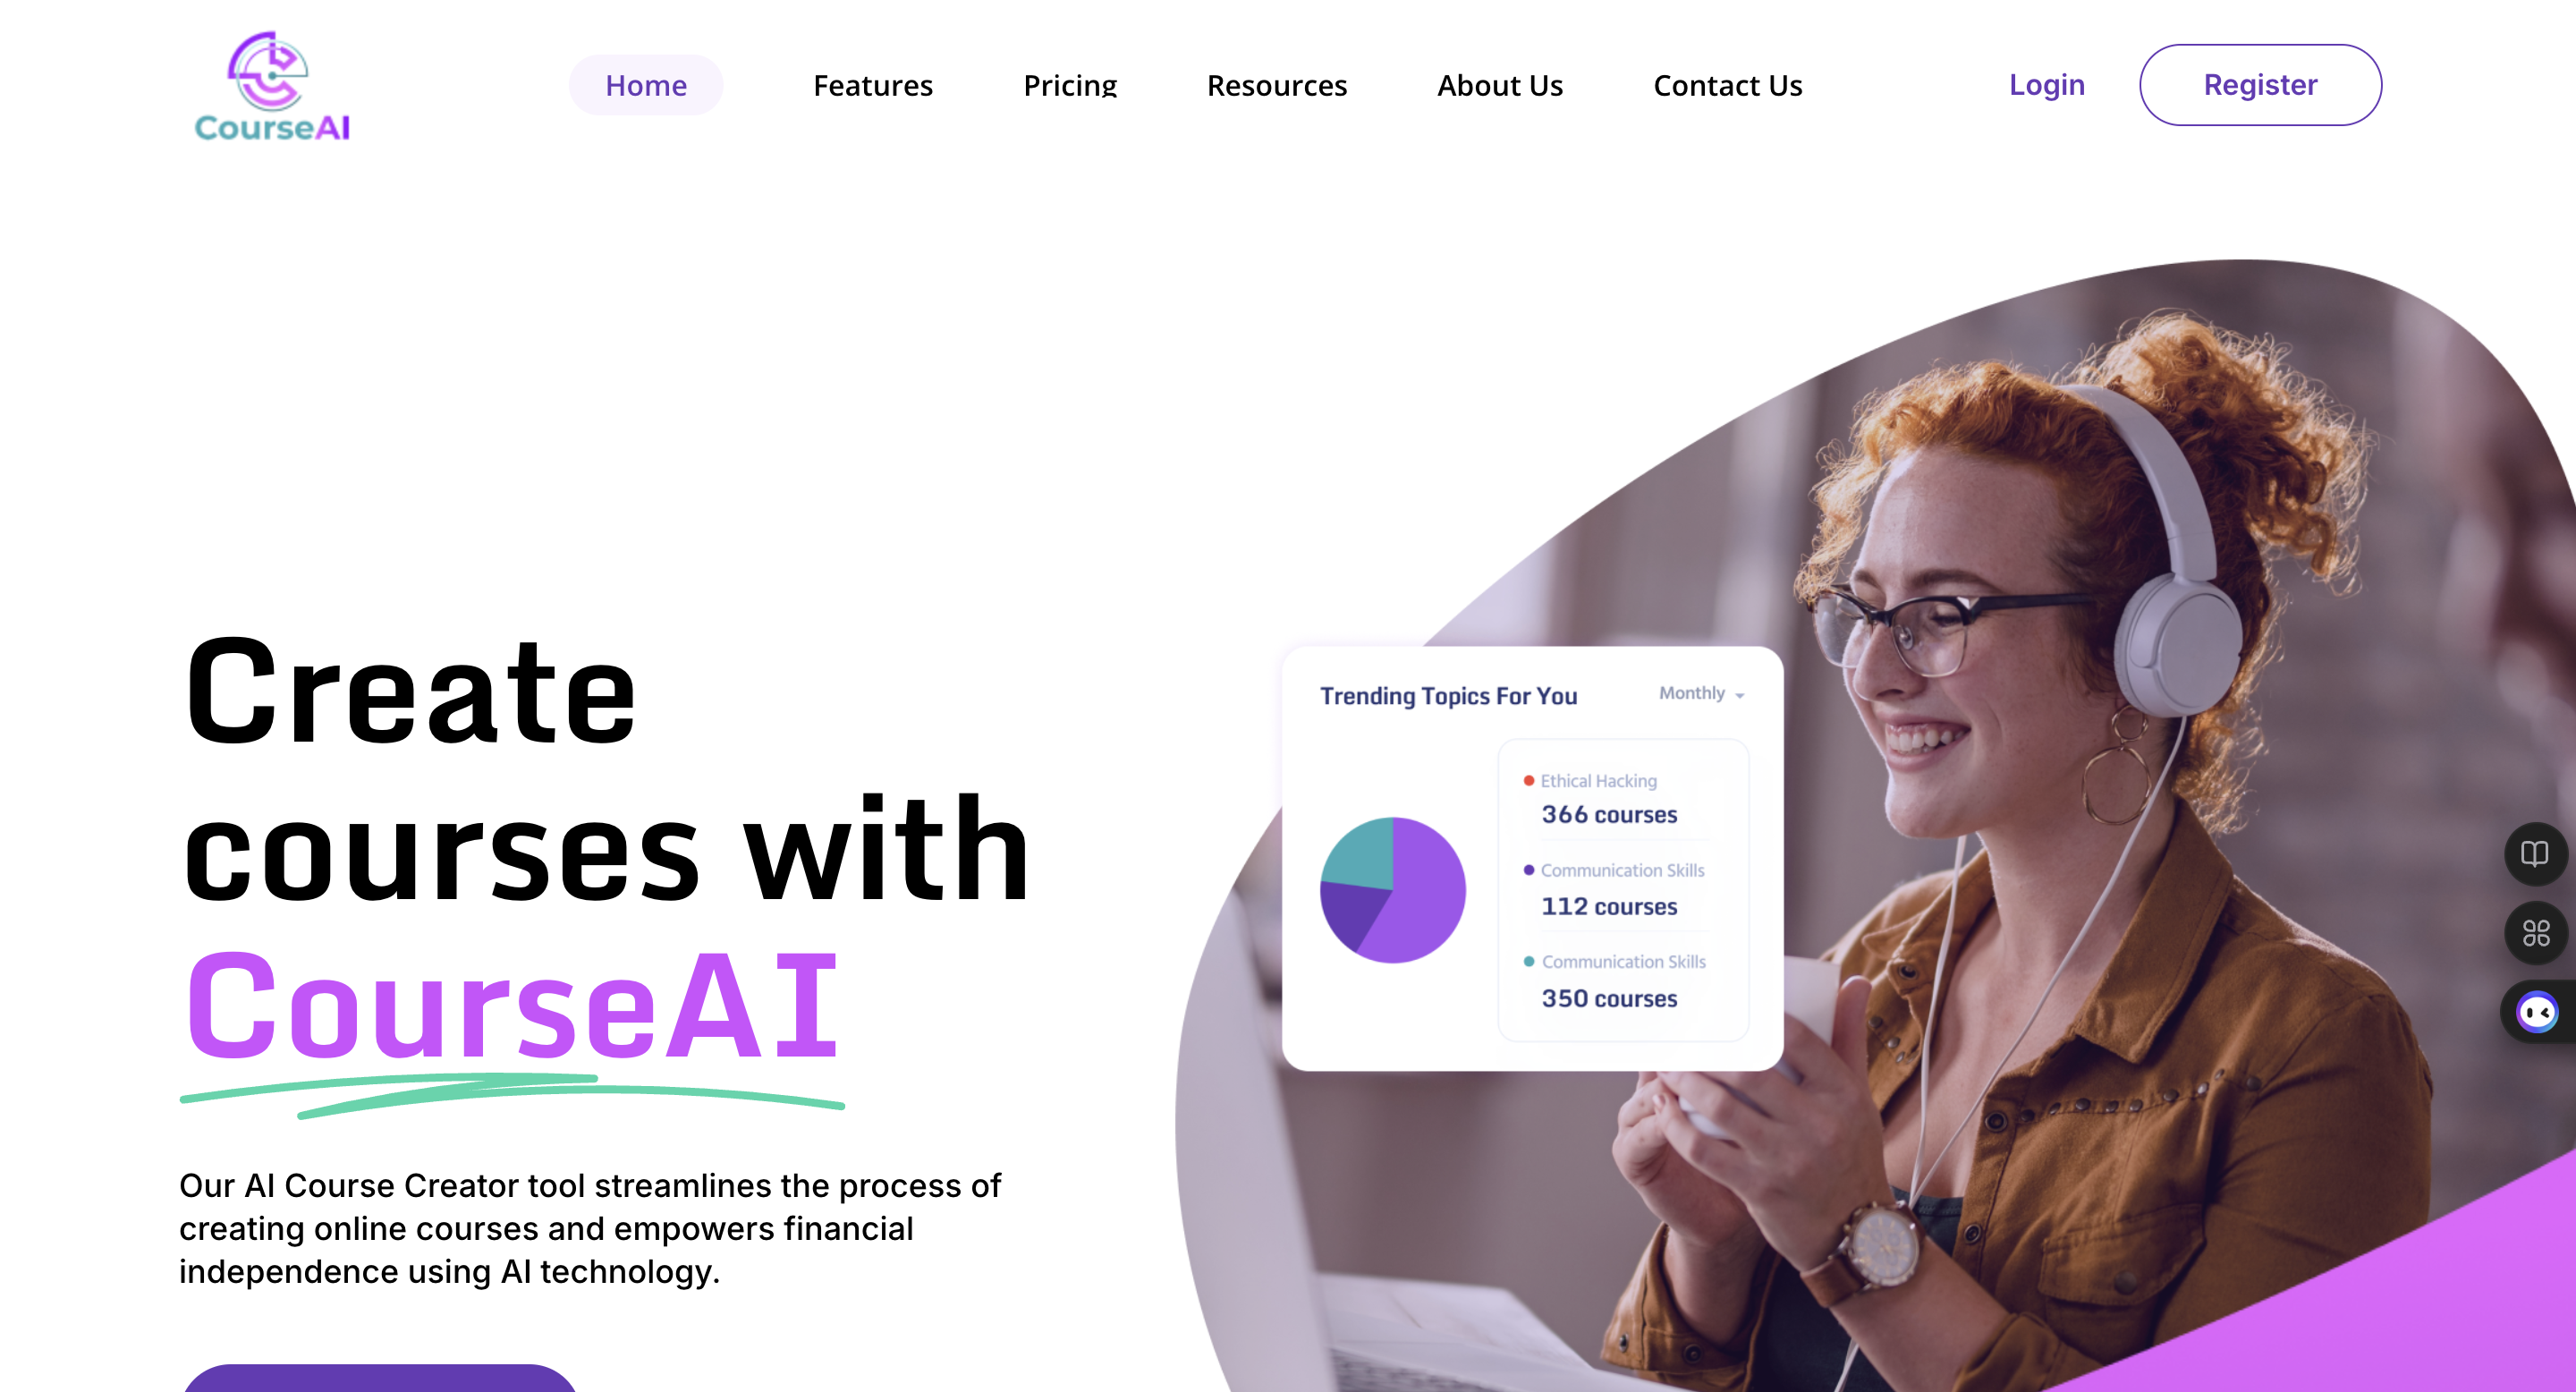 CourseAI
Home
Features
Pricing
Resources
About Us
Contact Us
Login
Register
Create
courses with
CourseAI
Our AI Course Creator tool streamlines the process of
creating online courses and empowers financial
independence using AI technology.
Trending Topics For You
Monthly
Ethical Hacking
366 courses
Communication Skills
112 courses
Communication Skills
350 courses